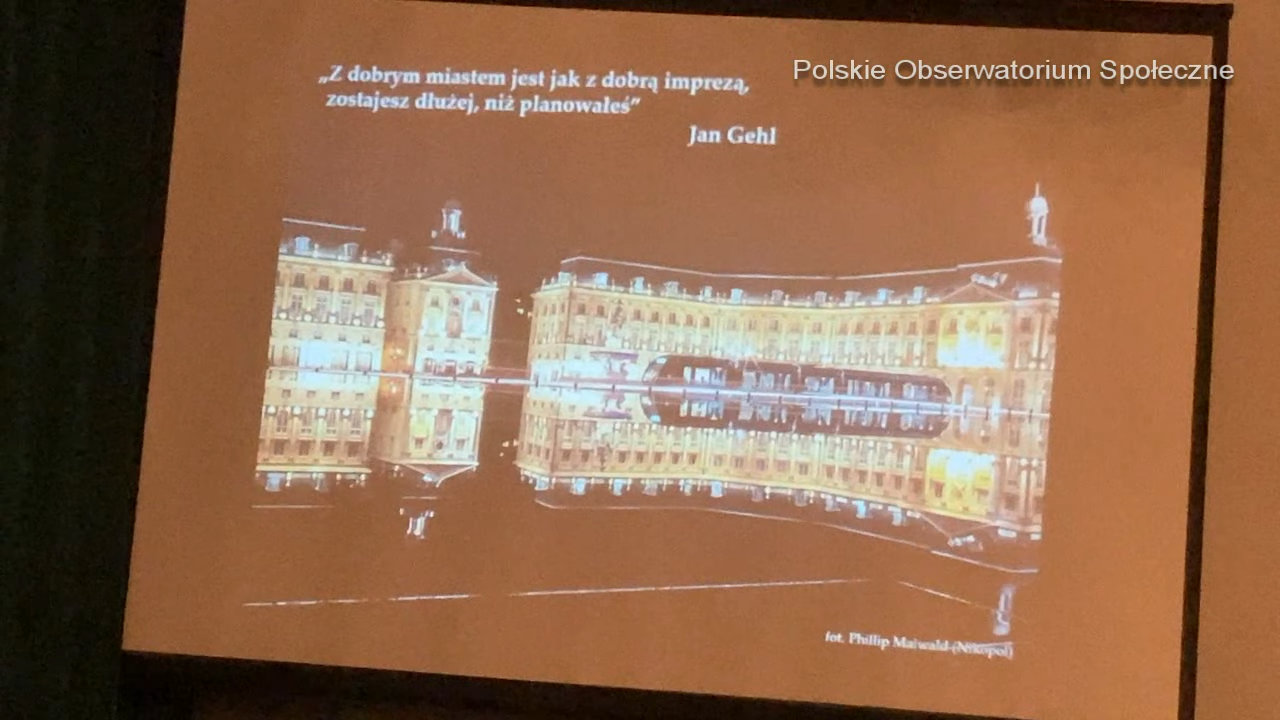 Polskie Obserwatorium Społeczne
„Z dobrym miastem jest jak z dobrą imprezą,
zostajesz dłużej, niż planowałeś”
Jan Gehl
fot. Phillip Maiwald (Nikopol)